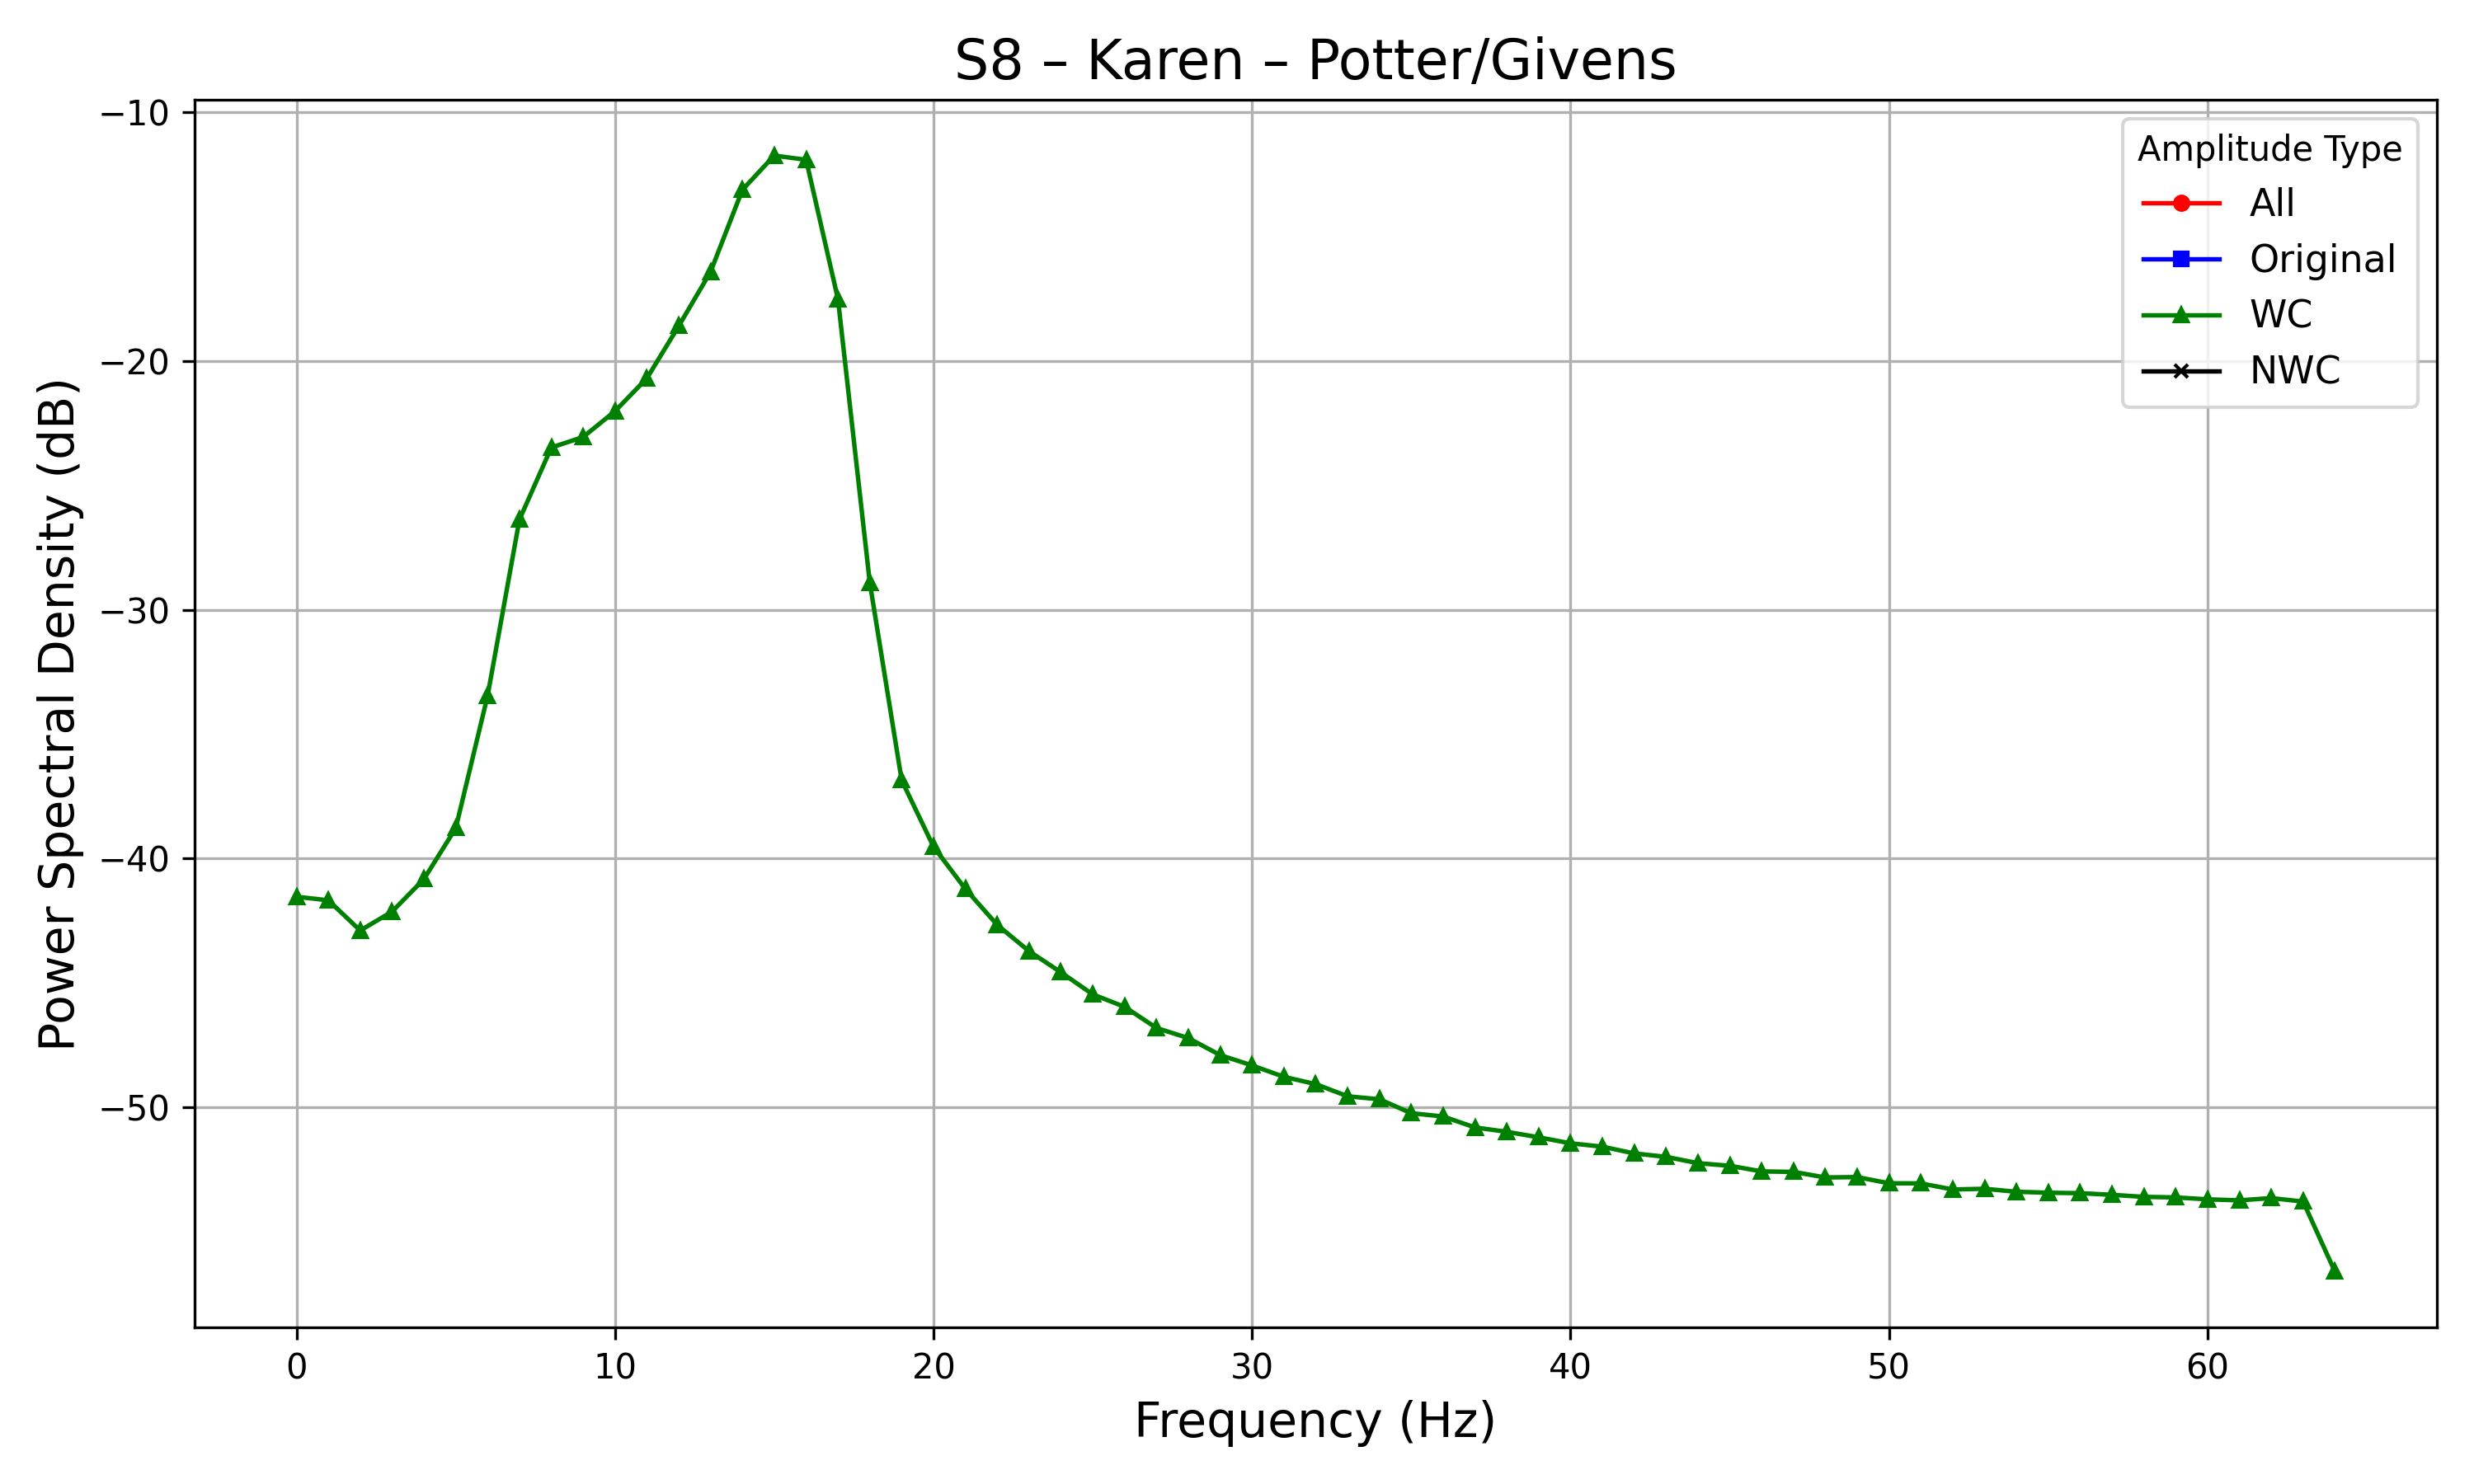 S8 – Karen – Potter/Givens
Power Spectral Density (dB)
−10
−20
−30
−40
−50
Amplitude Type
All
Original
WC
NWC
0 10 20 30 40 50 60
Frequency (Hz)